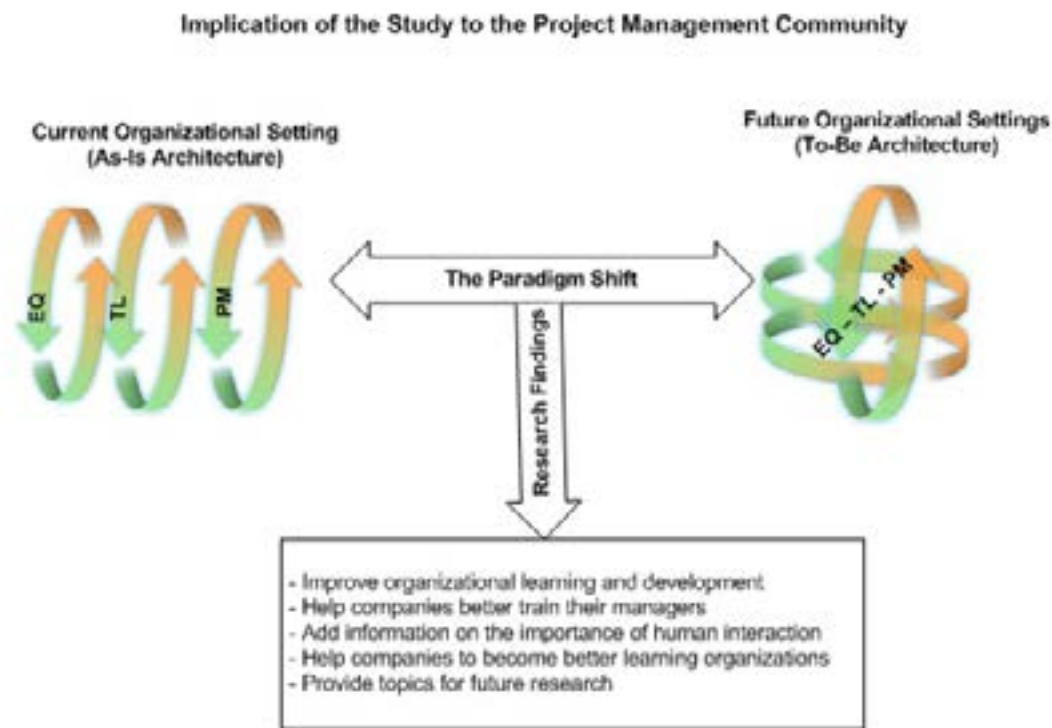 Implication of the Study to the Project Management Community
Current Organizational Setting
(As-Is Architecture)
Future Organizational Settings
(To-Be Architecture)
EQ
TL
PM
The Paradigm Shift
EQ – TL - PM
Research Findings
- Improve organizational learning and development
- Help companies better train their managers
- Add information on the importance of human interaction
- Help companies to become better learning organizations
- Provide topics for future research